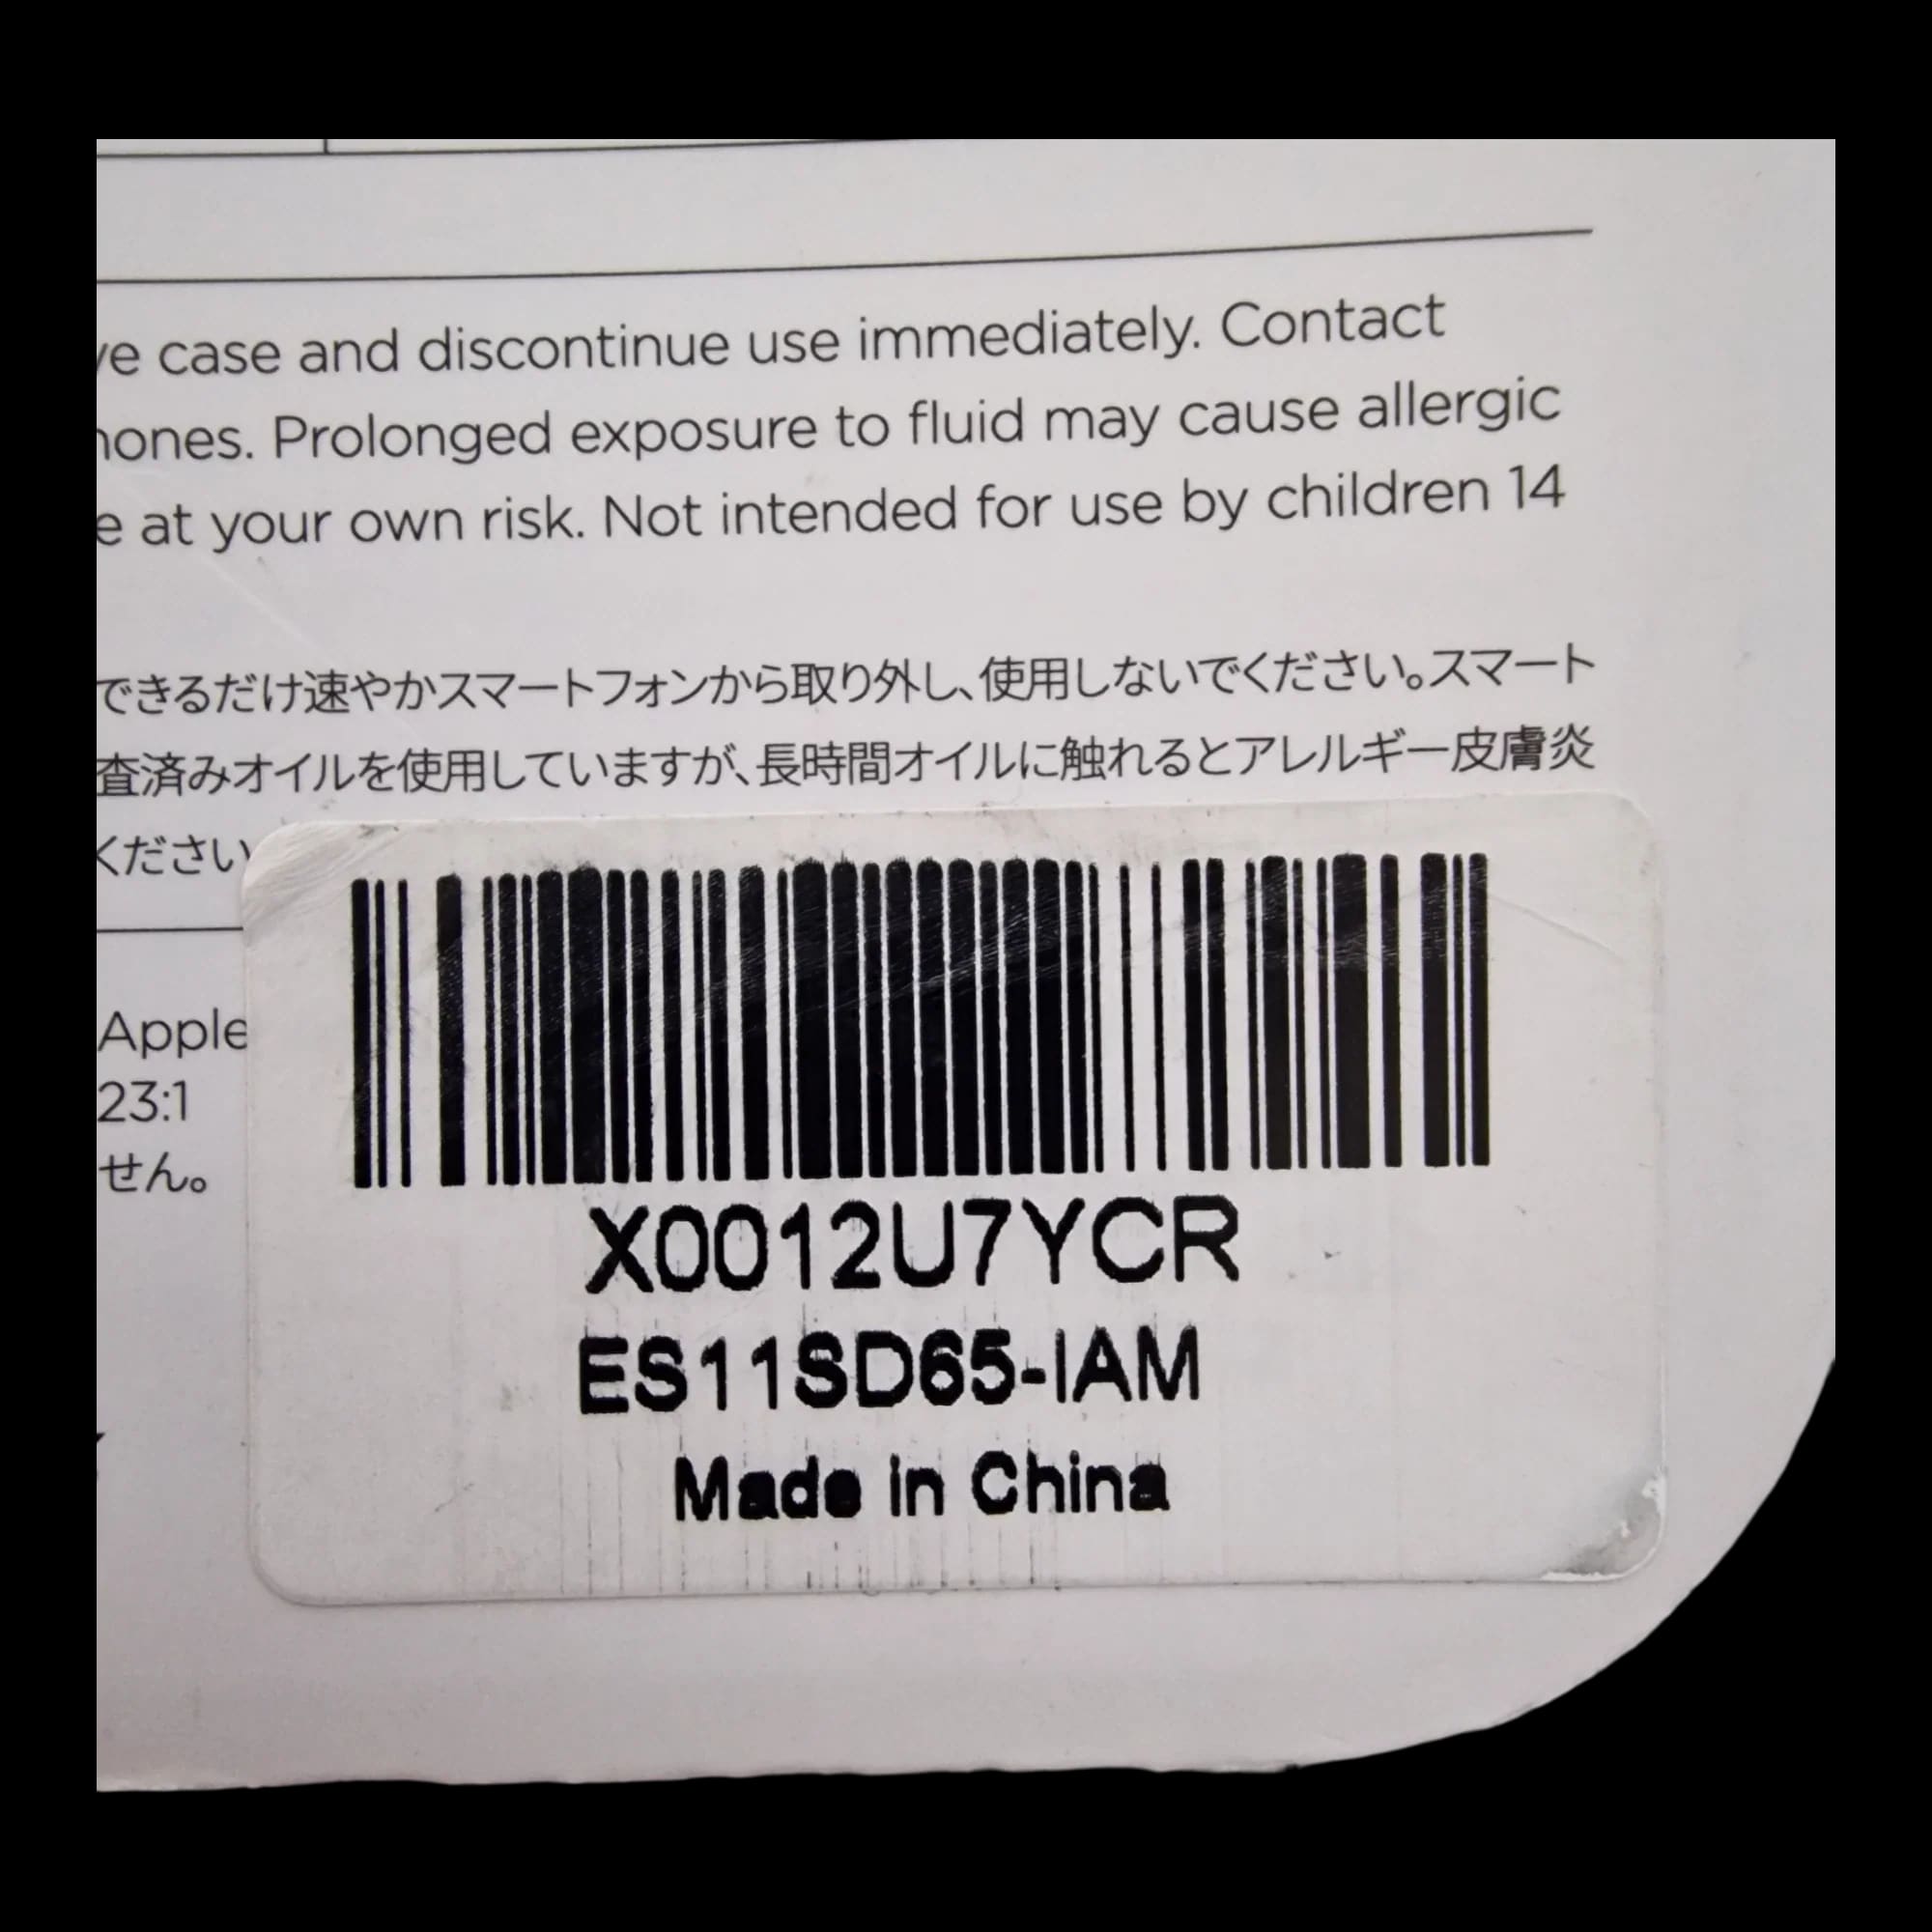 case and discontinue use immediately. Contact
Prolonged exposure to fluid may cause allergic
at your own risk. Not intended for use by children 14
できるだけ速やかスマートフォンから取り外し、使用しないでください。スマート
査済みオイルを使用していますが、長時間オイルに触れるとアレルギー皮膚炎
ください
Apple
23:1
せん。
X0012U7YCR
ES11SD65-IAM
Made in China